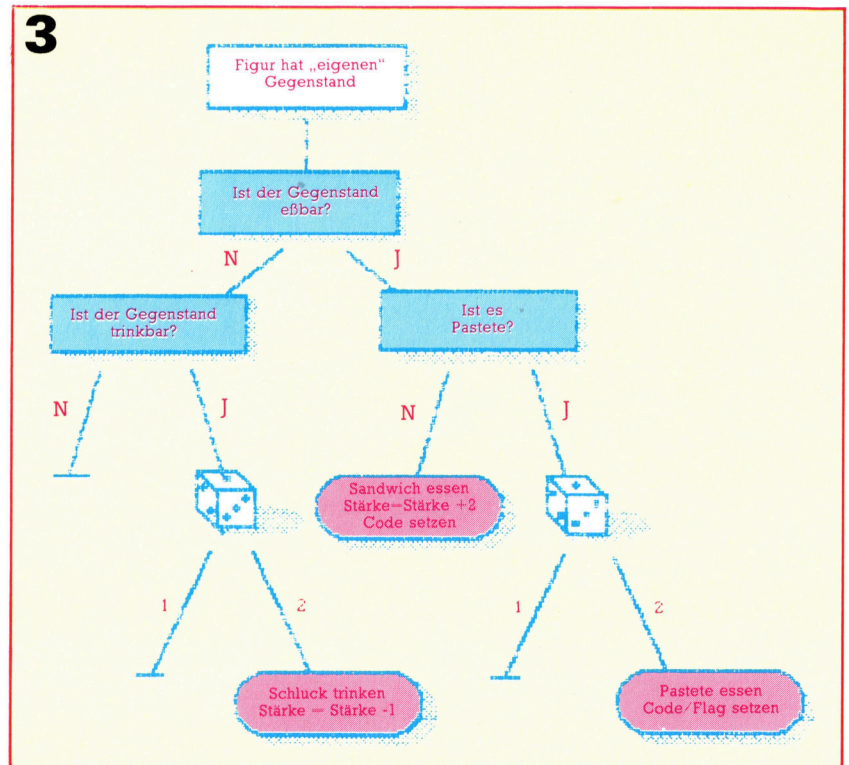 3
Figur hat „eigenen“
Gegenstand
Ist der Gegenstand
eßbar?
N
J
Ist der Gegenstand
trinkbar?
Ist es
Pastete?
N
J
N
J
Sandwich essen
Stärke=Stärke +2
Code setzen
1
2
1
2
Schluck trinken
Stärke = Stärke -1
Pastete essen
Code/Flag setzen